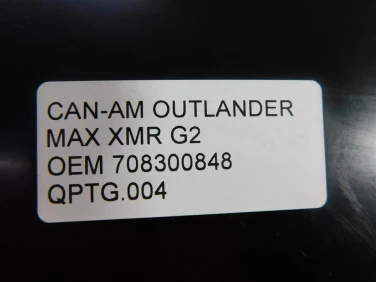 CAN-AM OUTLANDER
MAX XMR G2
OEM 708300848
QPTG.004